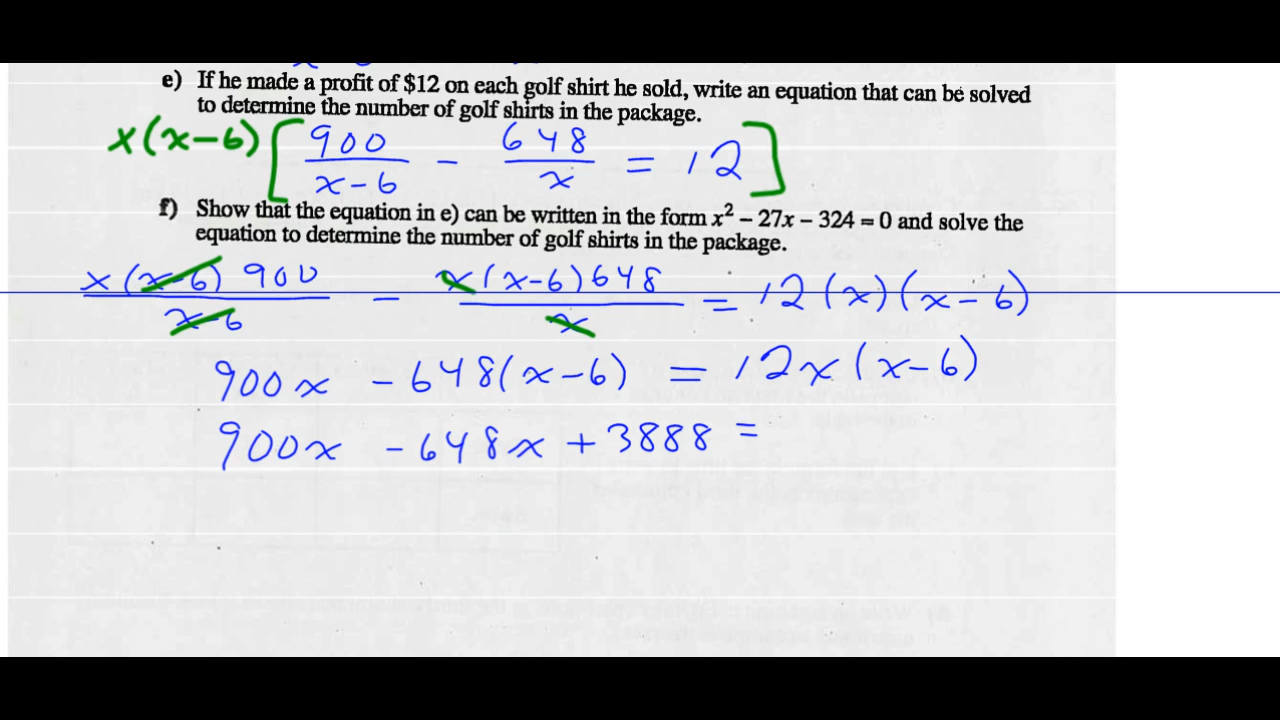 e) If he made a profit of $12 on each golf shirt he sold, write an equation that can be solved
to determine the number of golf shirts in the package.
x(x-6)[900/(x-6) - 648/x = 12]
f) Show that the equation in e) can be written in the form x² – 27x – 324 = 0 and solve the
equation to determine the number of golf shirts in the package.
x(x-6)900/(x-6) - x(x-6)648/x = 12(x)(x-6)
900x - 648(x-6) = 12x(x-6)
900x - 648x + 3888 =